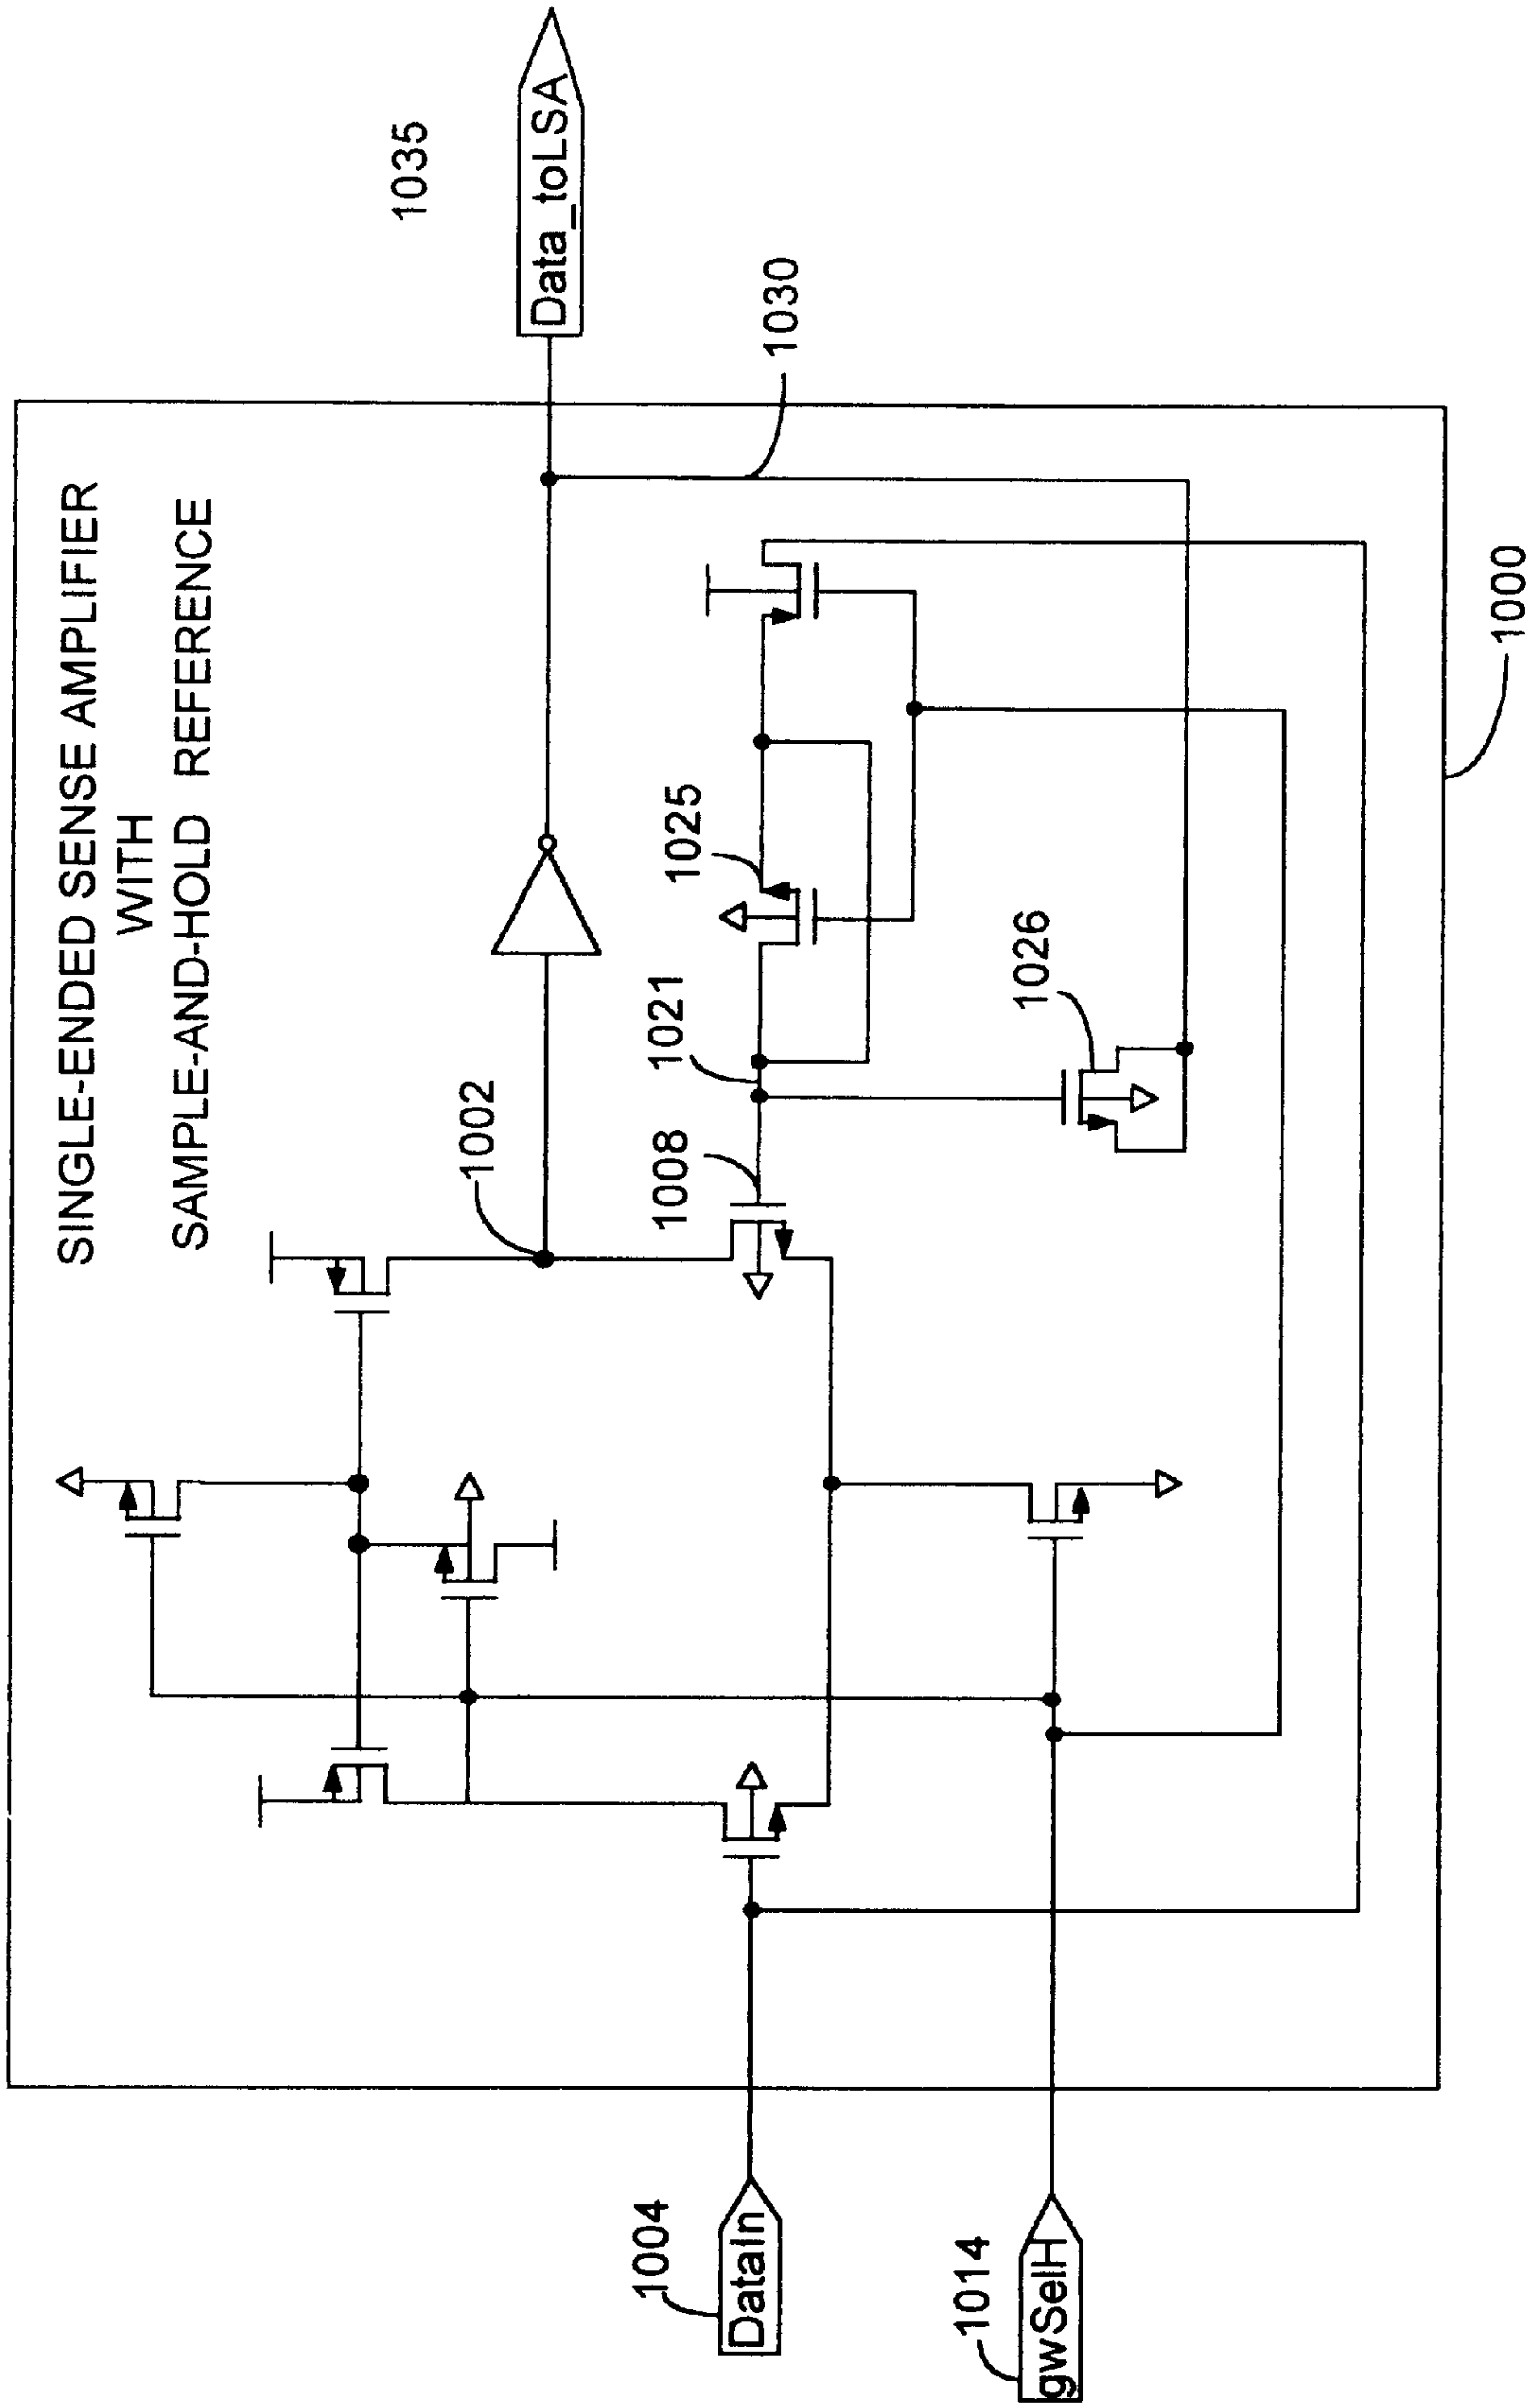 SINGLE-ENDED SENSE AMPLIFIER
WITH
SAMPLE-AND-HOLD REFERENCE
1035
Data_toLSA
1030
1002
1025
1021
1008
1026
1004
DataIn
1014
gwSelH
1000